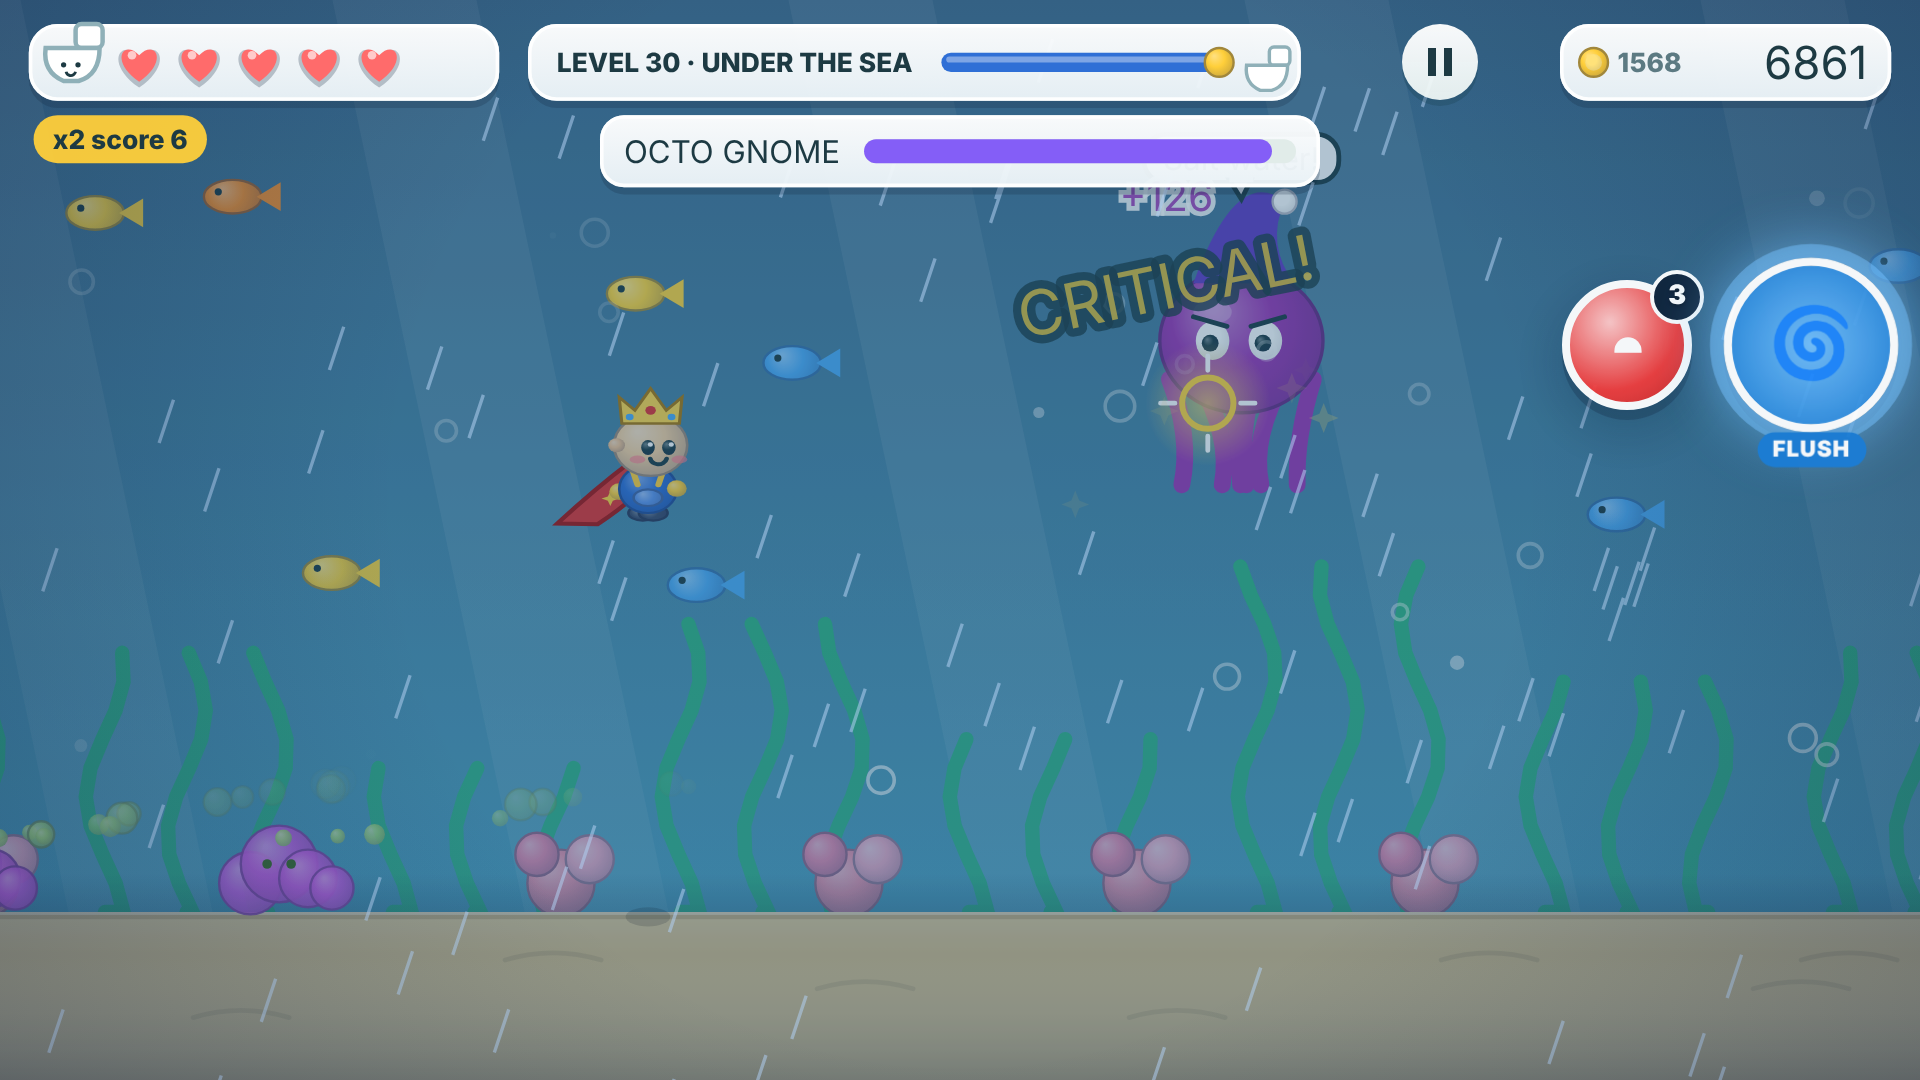 LEVEL 30 · UNDER THE SEA
1568
6861
x2 score 6
OCTO GNOME
+126
CRITICAL!
3
FLUSH